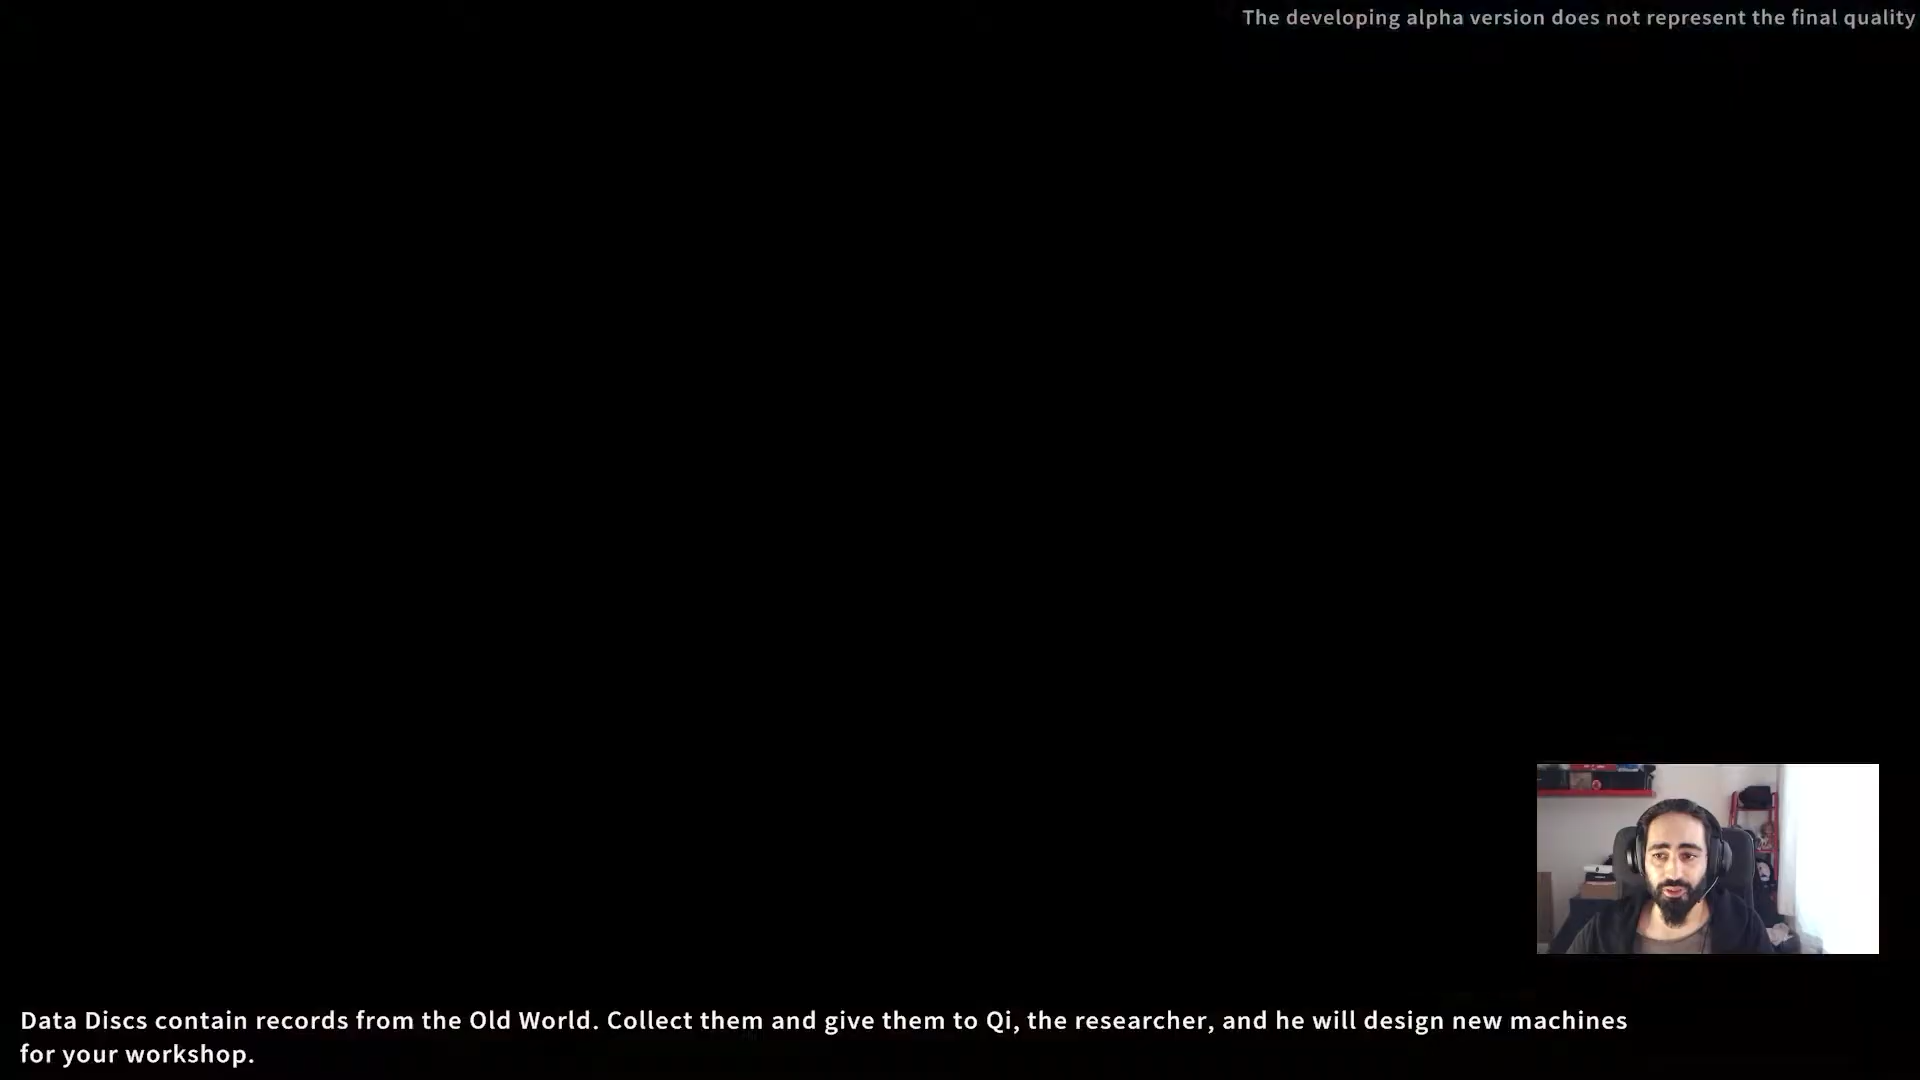 The developing alpha version does not represent the final quality
Data Discs contain records from the Old World. Collect them and give them to Qi, the researcher, and he will design new machines
for your workshop.